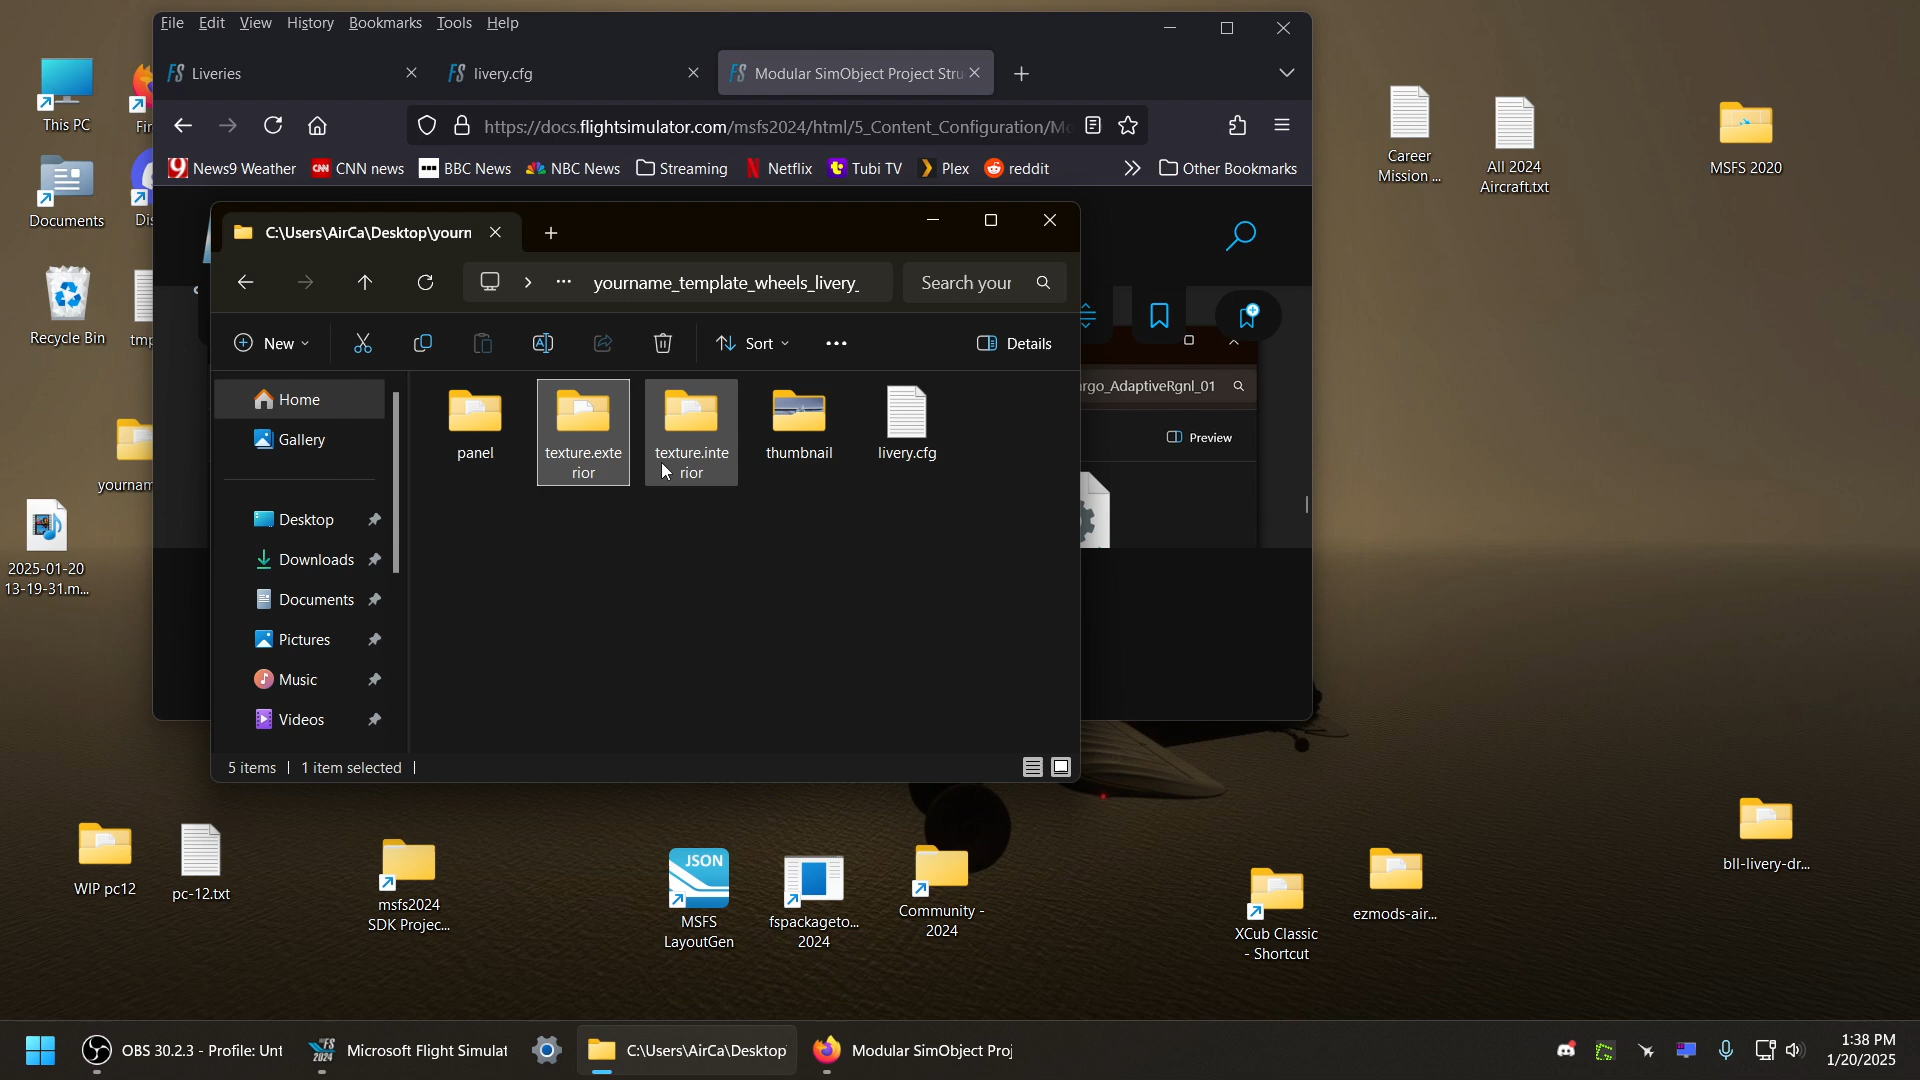 File Edit View History Bookmarks Tools Help
Liveries
livery.cfg
Modular SimObject Project Stru
https://docs.flightsimulator.com/msfs2024/html/5_Content_Configuration/Mo
News9 Weather
CNN news
BBC News
NBC News
Streaming
Netflix
Tubi TV
Plex
reddit
Other Bookmarks
C:\Users\AirCa\Desktop\yourn
yourname_template_wheels_livery_
Search your
New
Sort
Details
argo_AdaptiveRgnl_01
Preview
Home
Gallery
Desktop
Downloads
Documents
Pictures
Music
Videos
panel
texture.exte
rior
texture.inte
rior
thumbnail
livery.cfg
5 items
1 item selected
This PC
Fir
Documents
Dis
Recycle Bin
tmp
yournam
2025-01-20
13-19-31.m...
WIP pc12
pc-12.txt
msfs2024
SDK Projec...
JSON
MSFS
LayoutGen
fspackageto...
2024
Community -
2024
XCub Classic
- Shortcut
ezmods-air...
bll-livery-dr...
Career
Mission ...
All 2024
Aircraft.txt
MSFS 2020
OBS 30.2.3 - Profile: Unt
Microsoft Flight Simulat
C:\Users\AirCa\Desktop
Modular SimObject Proj
1:38 PM
1/20/2025